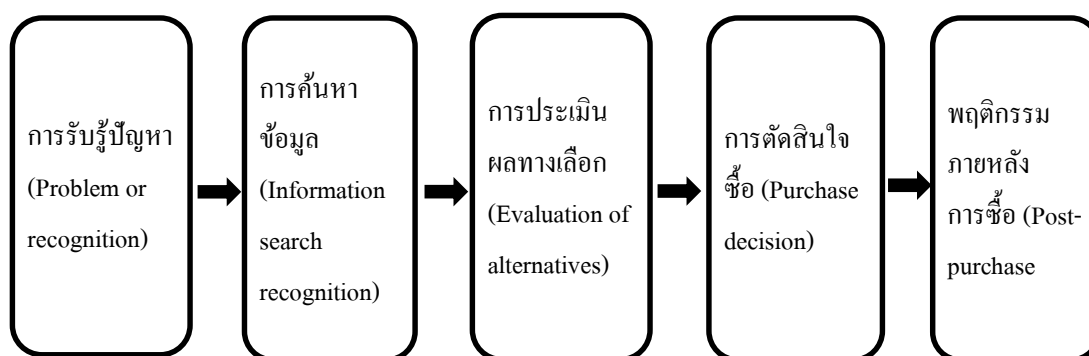 การรับรู้ปัญหา
(Problem or
recognition)
การค้นหา
ข้อมูล
(Information
search
recognition)
การประเมิน
ผลทางเลือก
(Evaluation of
alternatives)
การตัดสินใจ
ซื้อ (Purchase
decision)
พฤติกรรม
ภายหลัง
การซื้อ (Post-
purchase